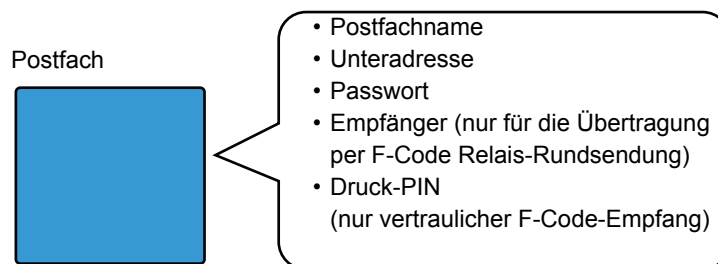 Postfach
• Postfachname
• Unteradresse
• Passwort
• Empfänger (nur für die Übertragung
per F-Code Relais-Rundsendung)
• Druck-PIN
(nur vertraulicher F-Code-Empfang)